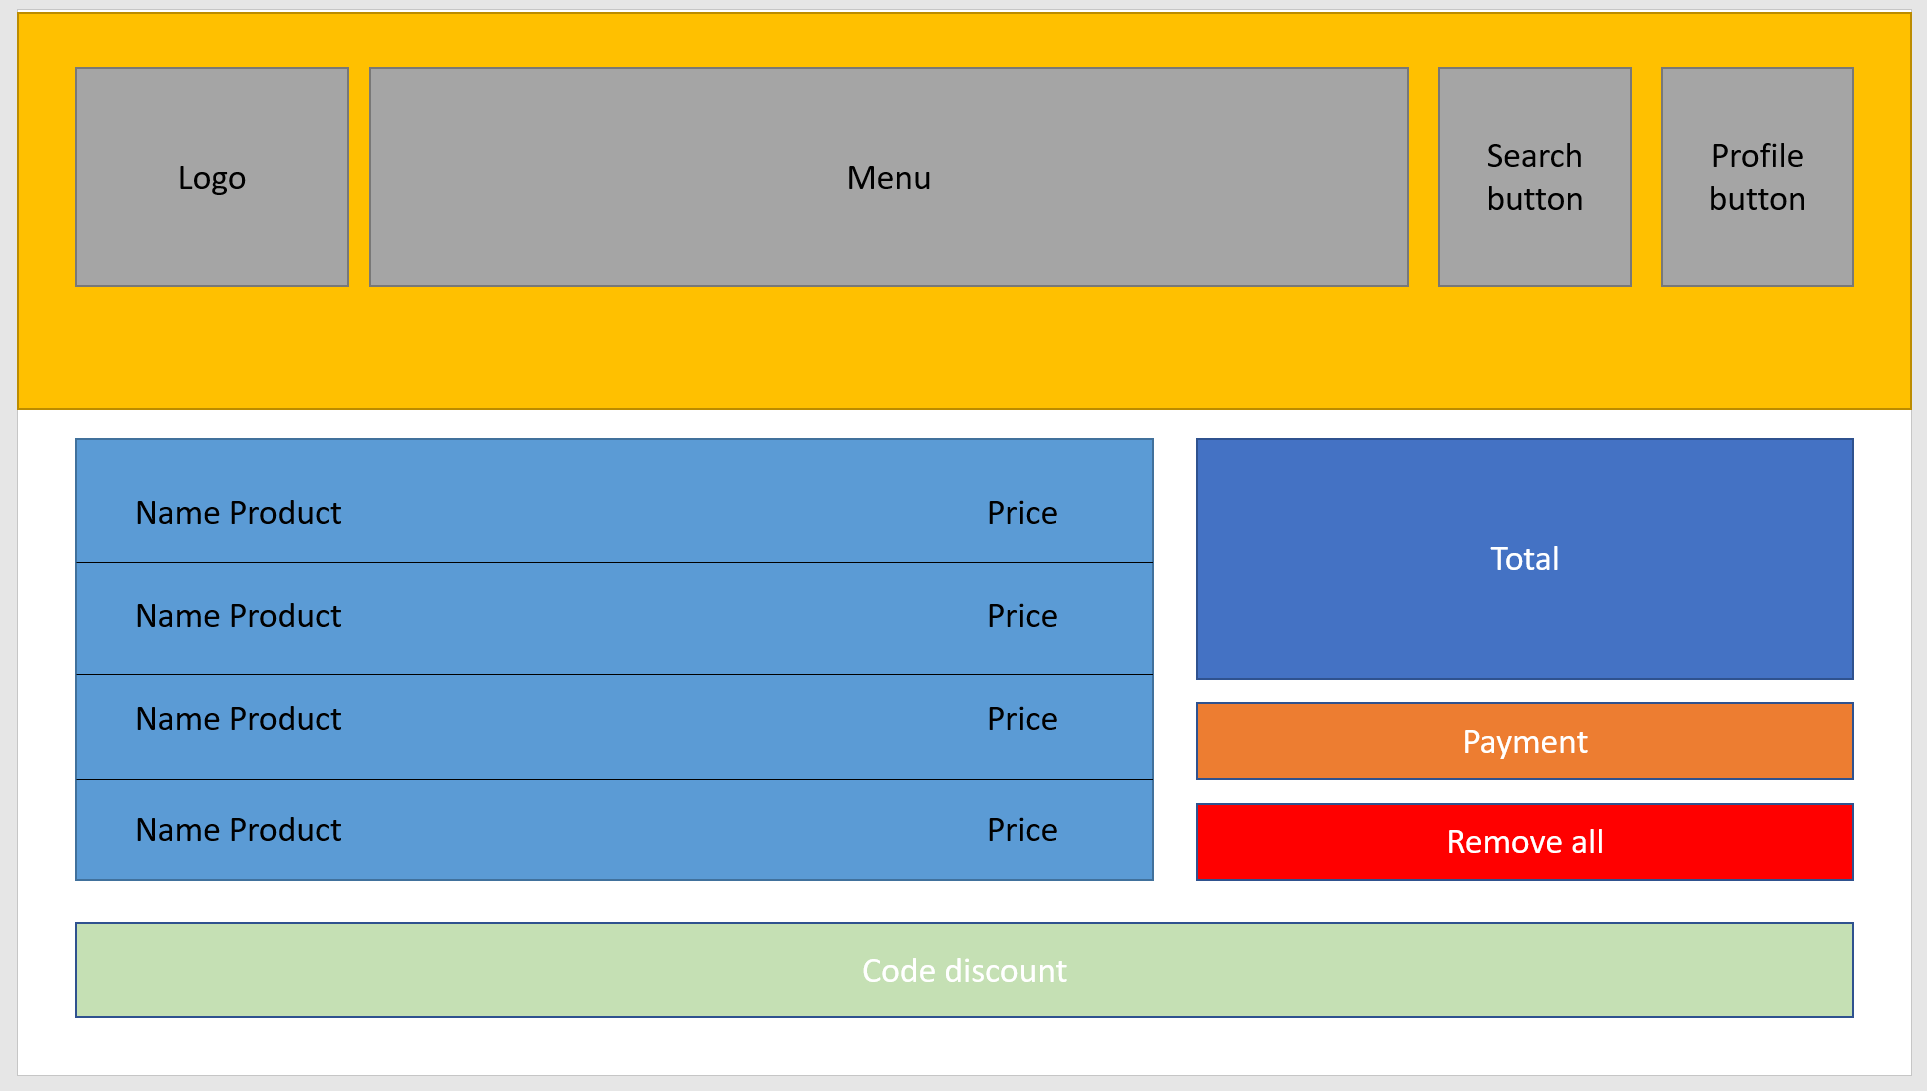 Logo
Menu
Search
button
Profile
button
Name Product
Price
Name Product
Price
Name Product
Price
Name Product
Price
Total
Payment
Remove all
Code discount